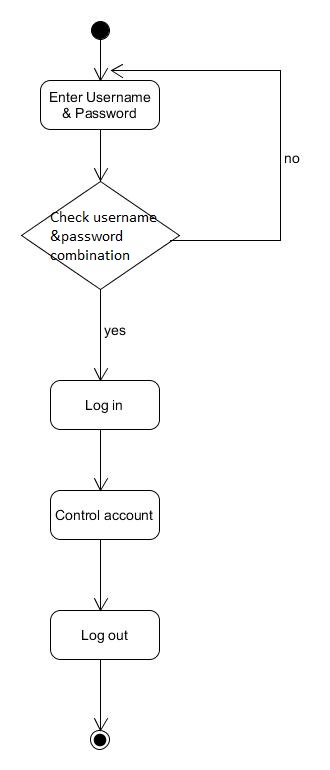 Enter Username
& Password
no
Check username
&password
combination
yes
Log in
Control account
Log out